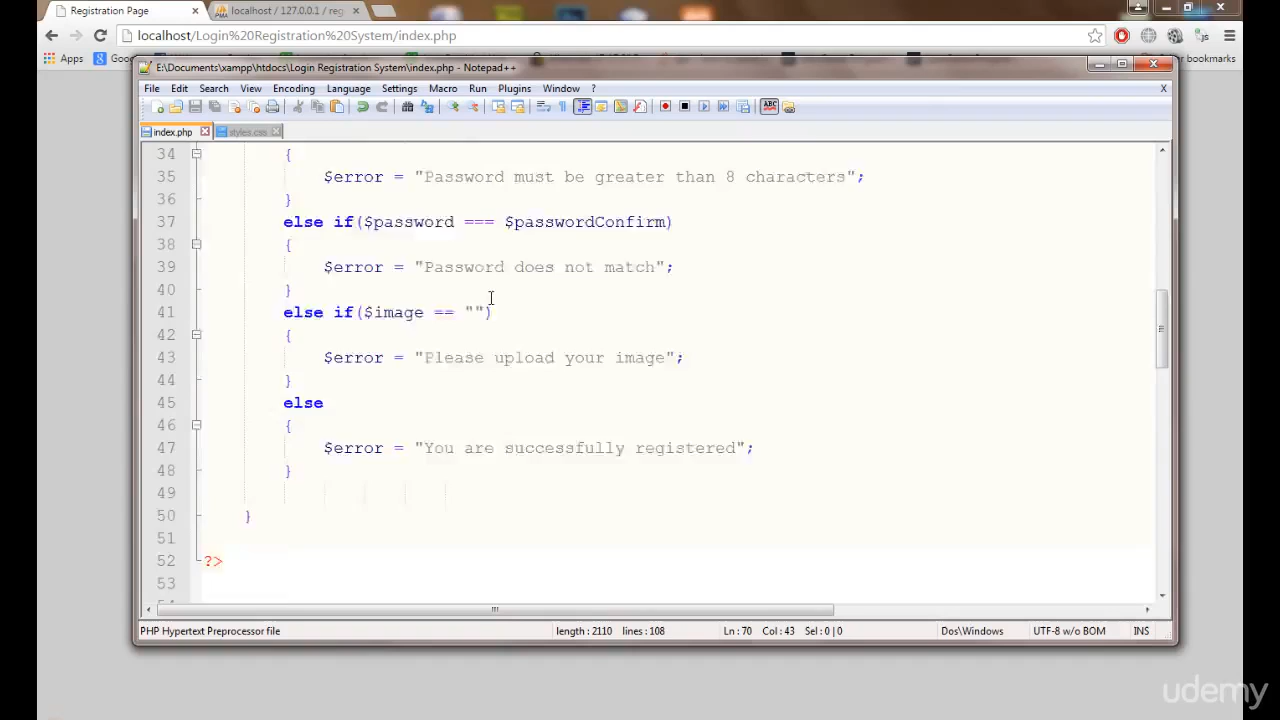 Registration Page
localhost / 127.0.0.1 / reg
localhost/Login%20Registration%20System/index.php
Apps
E:\Documents\xampp\htdocs\Login Registration System\index.php - Notepad++
File Edit Search View Encoding Language Settings Macro Run Plugins Window ? X
index.php styles.css
34 {
35 $error = "Password must be greater than 8 characters";
36 }
37 else if($password === $passwordConfirm)
38 {
39 $error = "Password does not match";
40 }
41 else if($image == "")
42 {
43 $error = "Please upload your image";
44 }
45 else
46 {
47 $error = "You are successfully registered";
48 }
49
50 }
51
52 ?>
53
PHP Hypertext Preprocessor file length : 2110 lines : 108 Ln : 70 Col : 43 Sel : 0 | 0 Dos\Windows UTF-8 w/o BOM INS
udemy